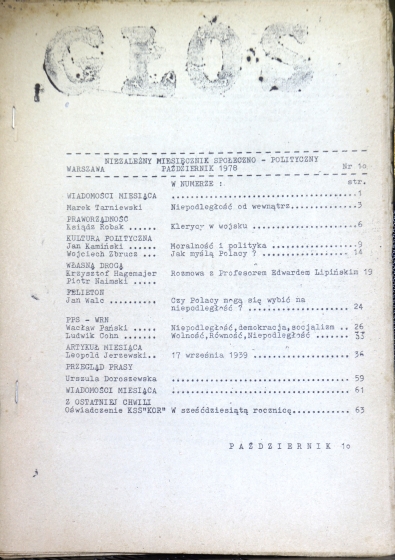 GŁOS
NIEZALEŻNY MIESIĘCZNIK SPOŁECZNO - POLITYCZNY
WARSZAWA PAŹDZIERNIK 1978 Nr 10
W NUMERZE : str.
WIADOMOŚCI MIESIĄCA ...................................1
Marek Tarniewski Niepodległość od wewnątrz.............3
PRAWORZĄDNOŚĆ
Ksiądz Robak ...... Klerycy w wojsku ..................6
KULTURA POLITYCZNA
Jan Kamiński ...... Moralność i polityka ..............9
Wojciech Zbrucz ... Jak myślą Polacy ? ................14
WŁASNĄ DROGĄ
Krzysztof Hagemajer Rozmowa z Profesorem Edwardem Lipińskim 19
Piotr Naimski .....
FELIETON
Jan Walc .......... Czy Polacy mogą się wybić na
niepodległość ? ................... 24
PPS - WRN
Wacław Pański ..... Niepodległość,demokracja,socjalizm .. 26
Ludwik Cohn ....... Wolność,Równość,Niepodległość ....... 33
ARTYKUŁ MIESIĄCA
Leopold Jerzewski.. 17 września 1939 .................. 36
PRZEGLĄD PRASY
Urszula Doroszewska ................................... 59
WIADOMOŚCI MIESIĄCA ................................... 61
Z OSTATNIEJ CHWILI
Oświadczenie KSS"KOR" W sześćdziesiątą rocznicę............ 63
PAŹDZIERNIK 10
3